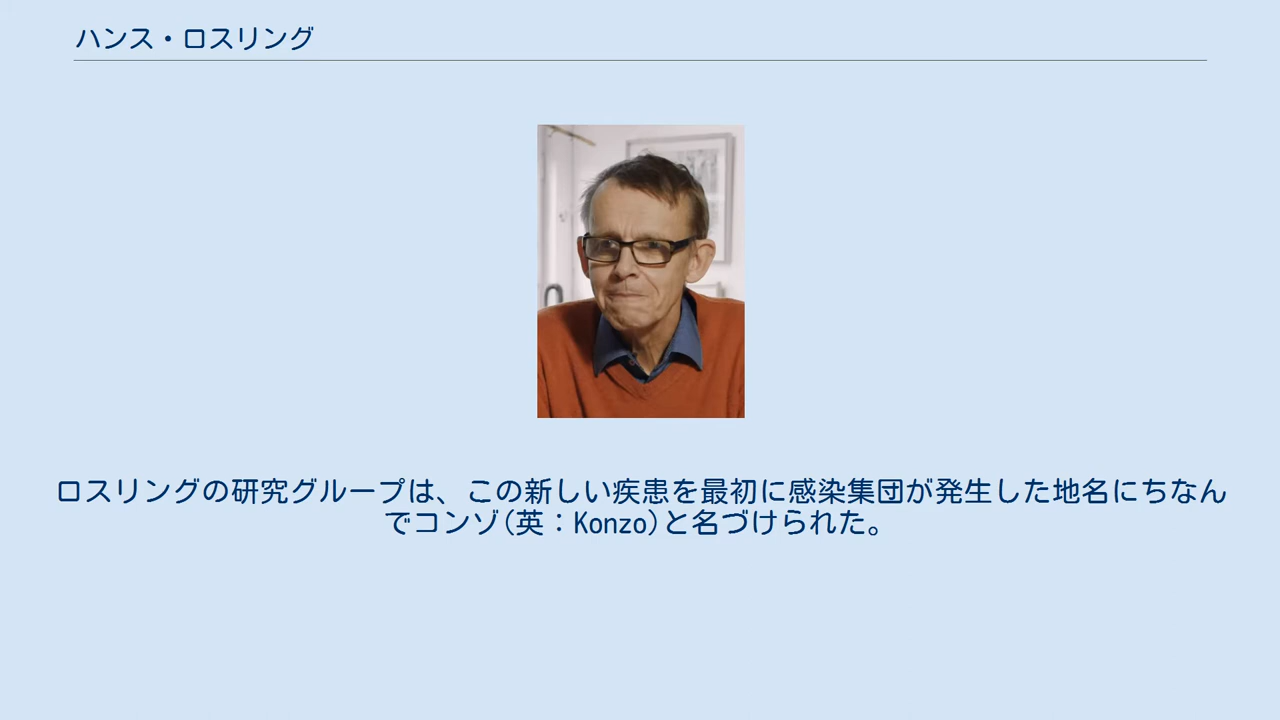 ハンス・ロスリング
ロスリングの研究グループは、この新しい疾患を最初に感染集団が発生した地名にちなん
でコンゾ(英：Konzo)と名づけられた。